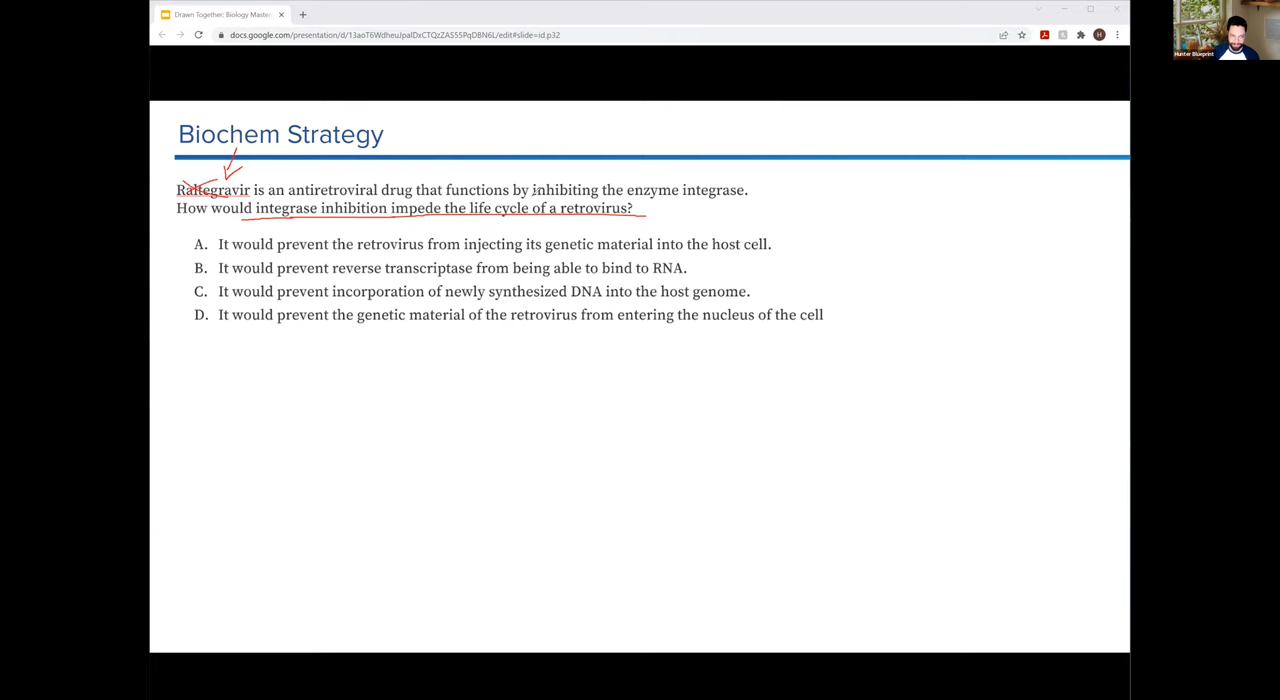 Drawn Together: Biology Master
docs.google.com/presentation/d/13aoT6WdheuJpaIDxCTQzZAS55PqDBN6L/edit#slide=id.p32
H
Hunter Blueprint
Biochem Strategy
Raltegravir is an antiretroviral drug that functions by inhibiting the enzyme integrase.
How would integrase inhibition impede the life cycle of a retrovirus?
A. It would prevent the retrovirus from injecting its genetic material into the host cell.
B. It would prevent reverse transcriptase from being able to bind to RNA.
C. It would prevent incorporation of newly synthesized DNA into the host genome.
D. It would prevent the genetic material of the retrovirus from entering the nucleus of the cell